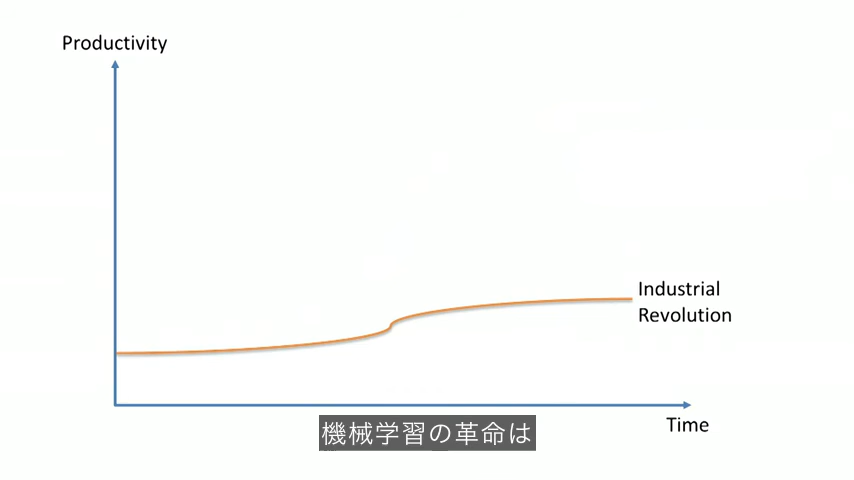 Productivity
Industrial
Revolution
Time
機械学習の革命は